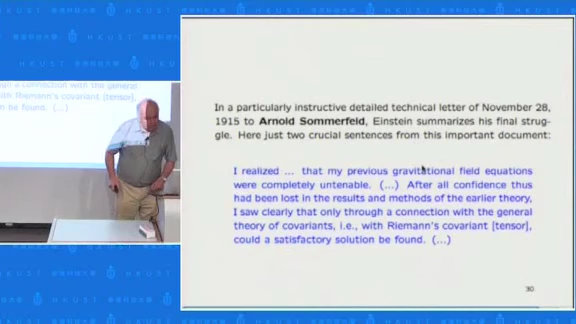 HKUST
In a particularly instructive detailed technical letter of November 28,
1915 to Arnold Sommerfeld, Einstein summarizes his final strug-
gle. Here just two crucial sentences from this important document:
I realized ... that my previous gravitational field equations
were completely untenable. (...) After all confidence thus
had been lost in the results and methods of the earlier theory,
I saw clearly that only through a connection with the general
theory of covariants, i.e., with Riemann's covariant [tensor],
could a satisfactory solution be found. (...)
30
h a connection with the general
with Riemann's covariant [tensor],
n be found. (...)